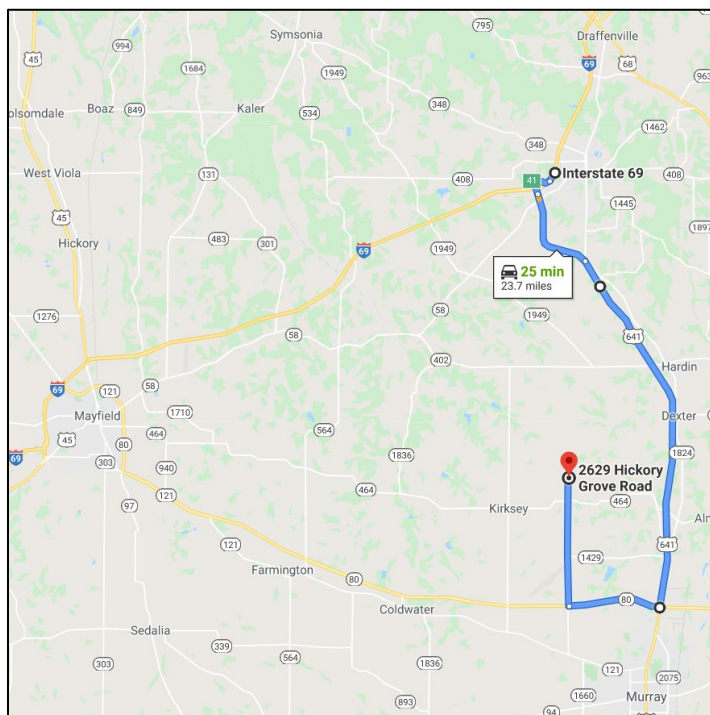 795
Draffenville
Symsonia
45
994
1684
1949
69
68
963
534
348
olsomdale
Boaz
849
Kaler
1462
348
131
West Viola
408
41
Interstate 69
408
45
1445
1897
483
301
1949
Hickory
69
25 min
23.7 miles
1276
58
1949
58
641
402
Hardin
69
121
58
Mayfield
1710
Dexter
45
80
464
564
1836
1824
69
303
940
2629 Hickory
Grove Road
121
464
97
Kirksey
464
Alm
641
121
1429
Farmington
80
Coldwater
80
Sedalia
339
303
564
1836
121
2075
1660
893
94
Murray